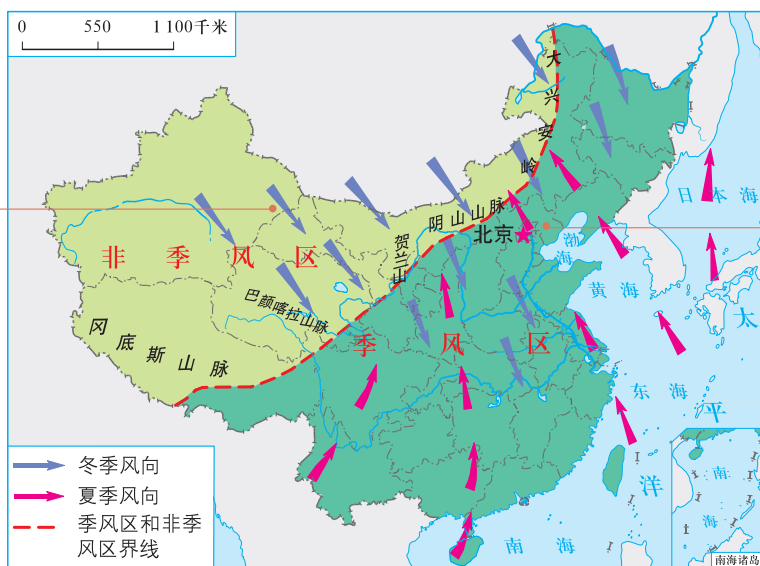 0 550 1 100千米
大兴安岭
日本海
阴山山脉
北京
渤海
贺兰山
非季风区
黄海
巴颜喀拉山脉
冈底斯山脉
季风区
太平洋
东海
冬季风向
夏季风向
季风区和非季
风区界线
南海
南海
南海诸岛